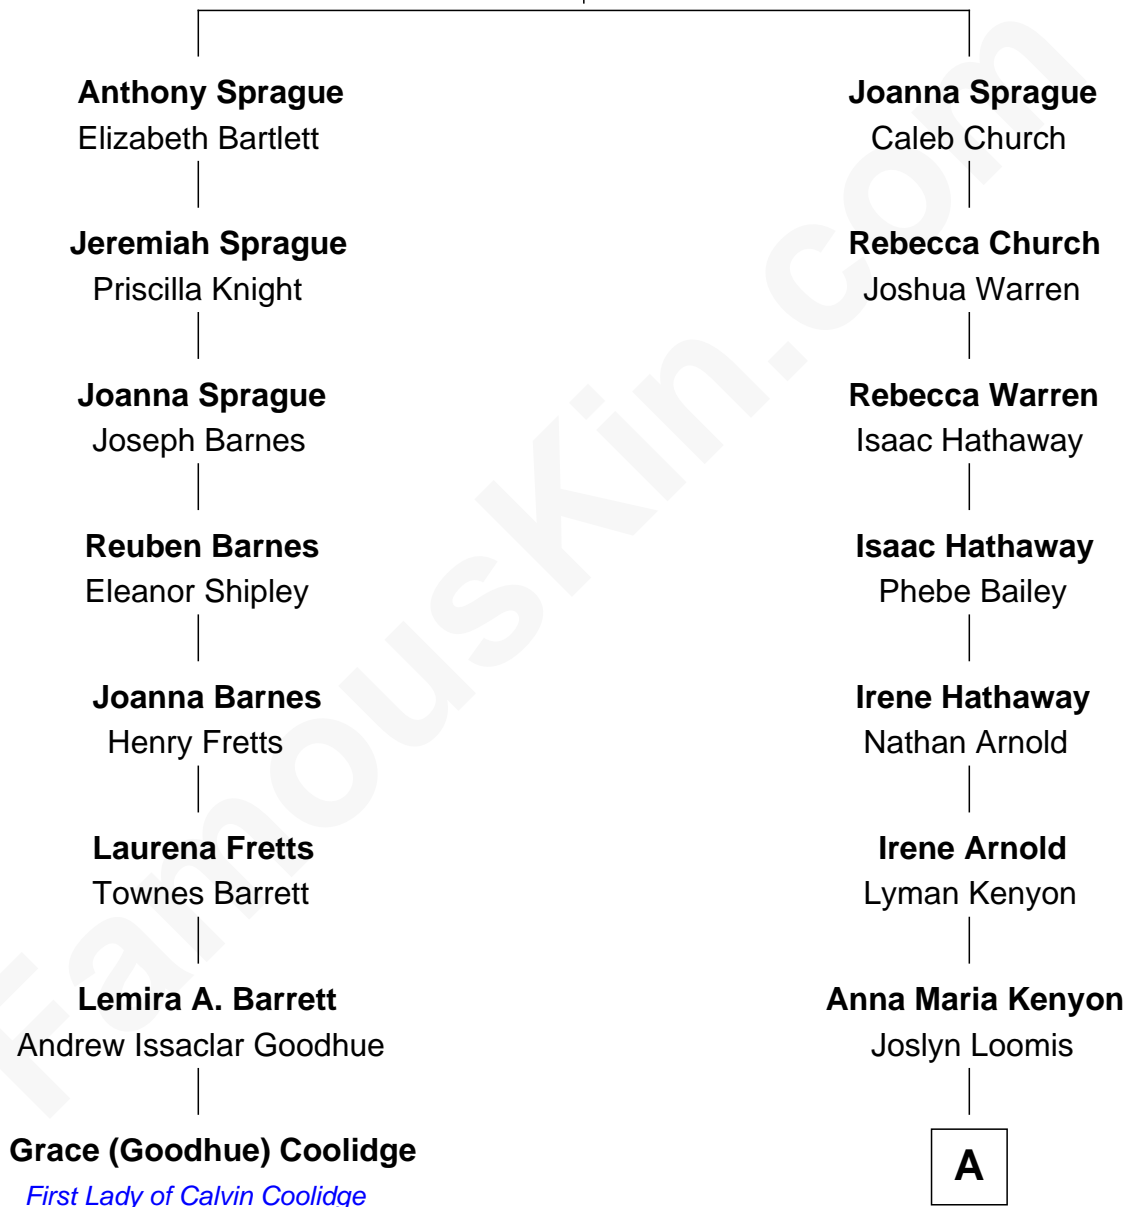 Anthony Sprague
Elizabeth Bartlett
Joanna Sprague
Caleb Church
Jeremiah Sprague
Priscilla Knight
Rebecca Church
Joshua Warren
Joanna Sprague
Joseph Barnes
Rebecca Warren
Isaac Hathaway
Reuben Barnes
Eleanor Shipley
Isaac Hathaway
Phebe Bailey
Joanna Barnes
Henry Fretts
Irene Hathaway
Nathan Arnold
Laurena Fretts
Townes Barrett
Irene Arnold
Lyman Kenyon
Lemira A. Barrett
Andrew Issaclar Goodhue
Anna Maria Kenyon
Joslyn Loomis
Grace (Goodhue) Coolidge
First Lady of Calvin Coolidge
A
FamousKin.com